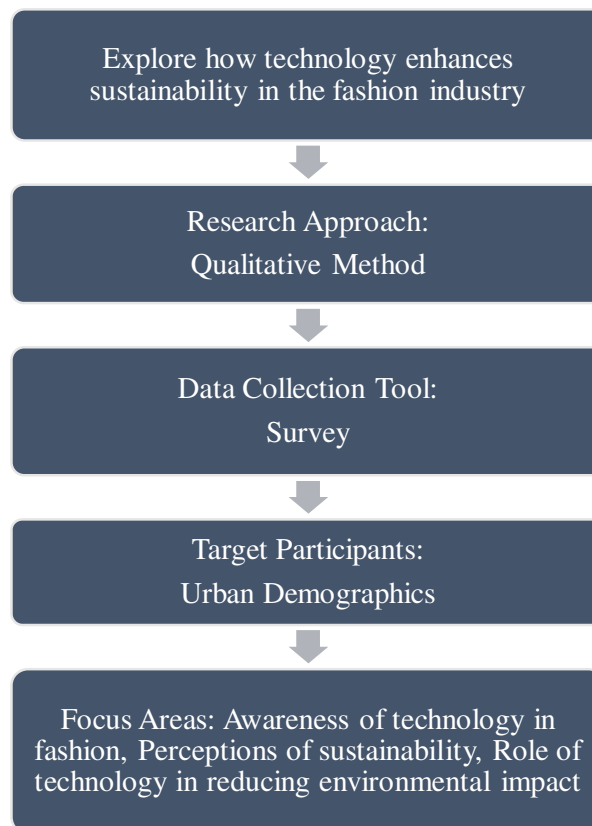 Explore how technology enhances
sustainability in the fashion industry
Research Approach:
Qualitative Method
Data Collection Tool:
Survey
Target Participants:
Urban Demographics
Focus Areas: Awareness of technology in
fashion, Perceptions of sustainability, Role of
technology in reducing environmental impact